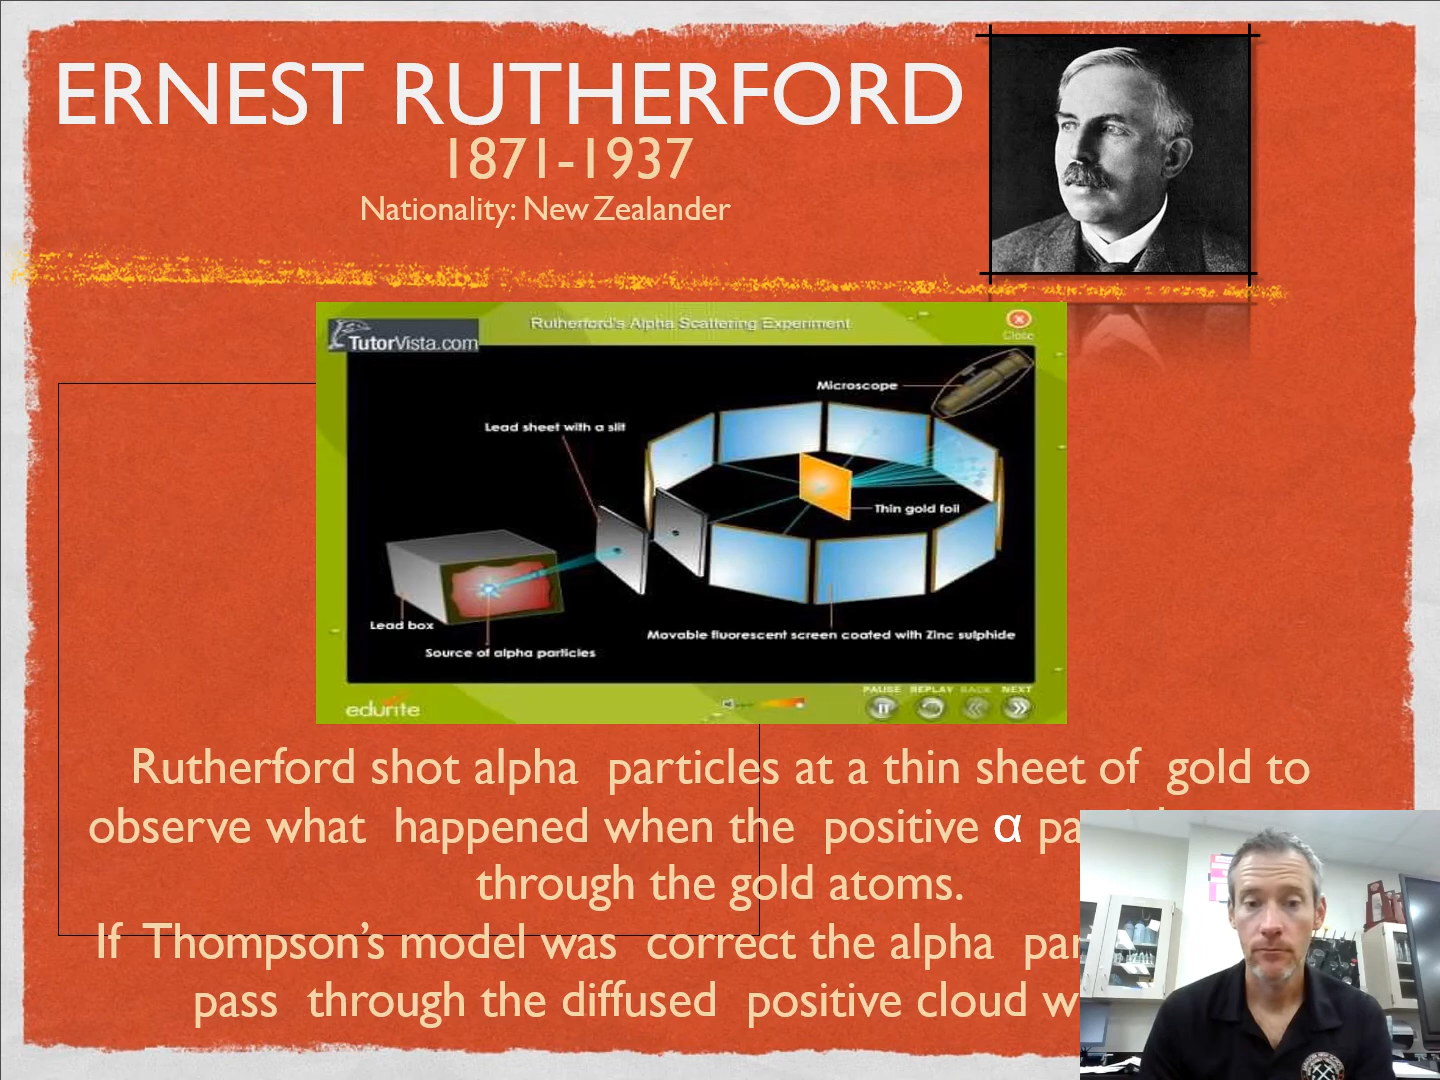 ERNEST RUTHERFORD
1871-1937
Nationality: New Zealander
TutorVista.com
Rutherford's Alpha Scattering Experiment
Close
Microscope
Lead sheet with a slit
Thin gold foil
Lead box
Movable fluorescent screen coated with Zinc sulphide
Source of alpha particles
edurite
PAUSE REPLAY BACK NEXT
Rutherford shot alpha particles at a thin sheet of gold to
observe what happened when the positive α pa
through the gold atoms.
If Thompson's model was correct the alpha par
pass through the diffused positive cloud w